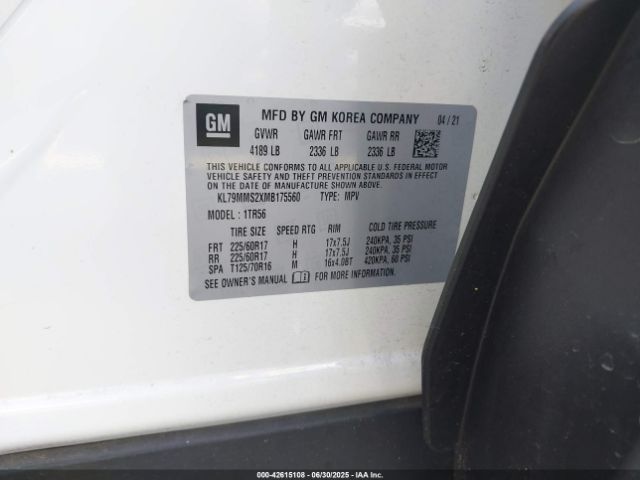 GM
MFD BY GM KOREA COMPANY 04 / 21
GVWR GAWR FRT GAWR RR
4189 LB 2336 LB 2336 LB
THIS VEHICLE CONFORMS TO ALL APPLICABLE U.S. FEDERAL MOTOR
VEHICLE SAFETY AND THEFT PREVENTION STANDARDS IN EFFECT
ON THE DATE OF MANUFACTURE SHOWN ABOVE.
KL79MMS2XMB175560 TYPE: MPV
MODEL : 1TR56
TIRE SIZE SPEED RTG RIM COLD TIRE PRESSURE
FRT 225/60R17 H 17x7.5J 240KPA, 35 PSI
RR 225/60R17 H 17x7.5J 240KPA, 35 PSI
SPA T125/70R16 M 16x4.0BT 420KPA, 60 PSI
SEE OWNER'S MANUAL FOR MORE INFORMATION.
000-42615108 - 06/30/2025 - IAAI.COM